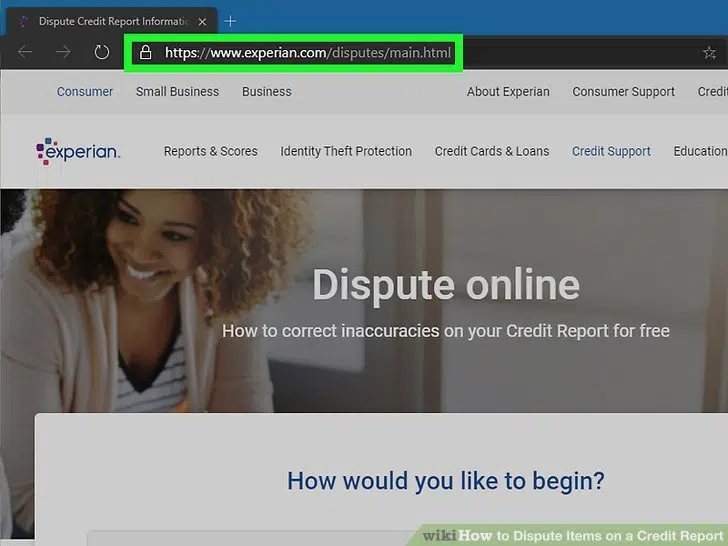 Dispute Credit Report Informatio
https://www.experian.com/disputes/main.html
Consumer Small Business Business About Experian Consumer Support Credit
experian.
Reports & Scores Identity Theft Protection Credit Cards & Loans Credit Support Education
Dispute online
How to correct inaccuracies on your Credit Report for free
How would you like to begin?
wikiHow to Dispute Items on a Credit Report